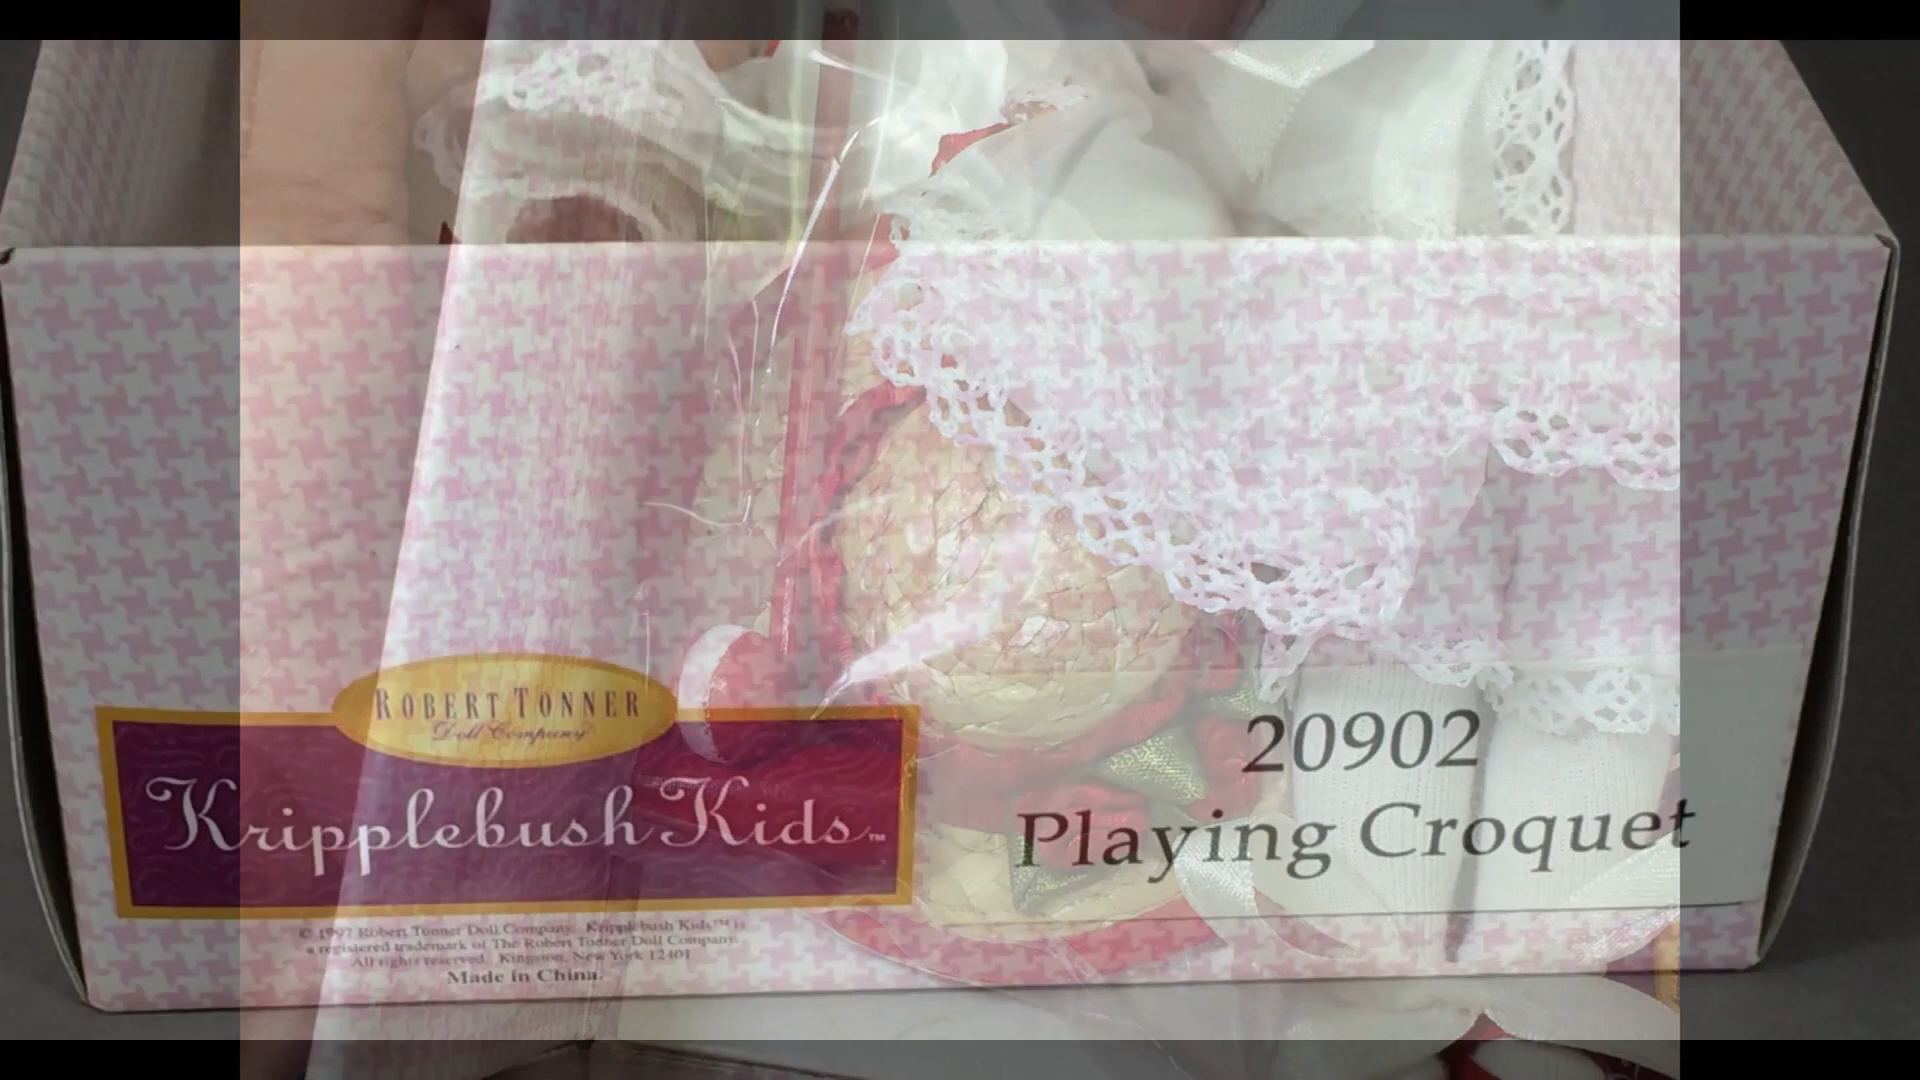 ROBERT TONNER
Doll Company
Kripplebush Kids™
© 1997 Robert Tonner Doll Company. Kripplebush Kids™ is
a registered trademark of The Robert Tonner Doll Company.
All rights reserved. Kingston, New York 12401
Made in China.
20902
Playing Croquet